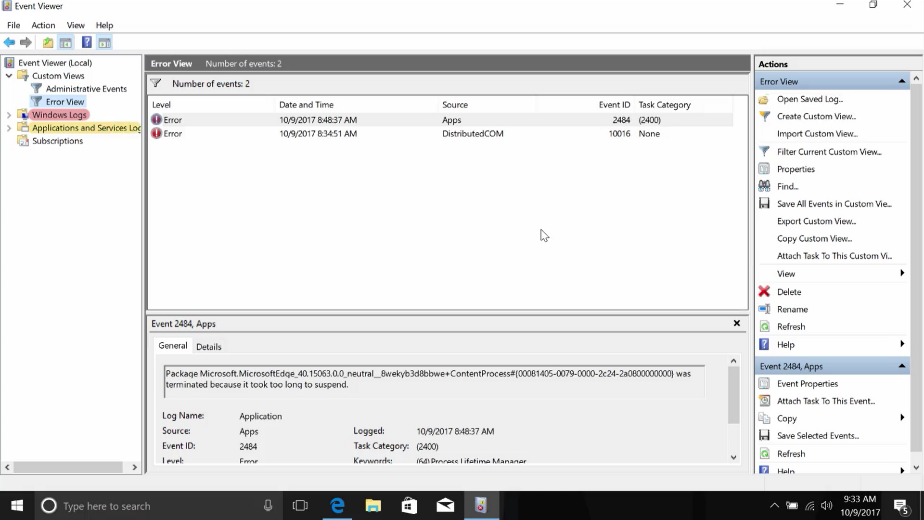 Event Viewer
File Action View Help
Event Viewer (Local)
Custom Views
Administrative Events
Error View
Windows Logs
Applications and Services Log
Subscriptions
Error View Number of events: 2
Number of events: 2
Level Date and Time Source Event ID Task Category
Error 10/9/2017 8:48:37 AM Apps 2484 (2400)
Error 10/9/2017 8:34:51 AM DistributedCOM 10016 None
Event 2484, Apps
General Details
Package Microsoft.MicrosoftEdge_40.15063.0.0_neutral__8wekyb3d8bbwe+ContentProcess#{00081405-0079-0000-2c24-2a0800000000} was
terminated because it took too long to suspend.
Log Name: Application
Source: Apps Logged: 10/9/2017 8:48:37 AM
Event ID: 2484 Task Category: (2400)
Level: Error Keywords: (64)Process Lifetime Manager
Actions
Error View
Open Saved Log...
Create Custom View...
Import Custom View...
Filter Current Custom View...
Properties
Find...
Save All Events in Custom Vie...
Export Custom View...
Copy Custom View...
Attach Task To This Custom Vi...
View
Delete
Rename
Refresh
Help
Event 2484, Apps
Event Properties
Attach Task To This Event...
Copy
Save Selected Events...
Refresh
Help
Type here to search
9:33 AM
10/9/2017
5